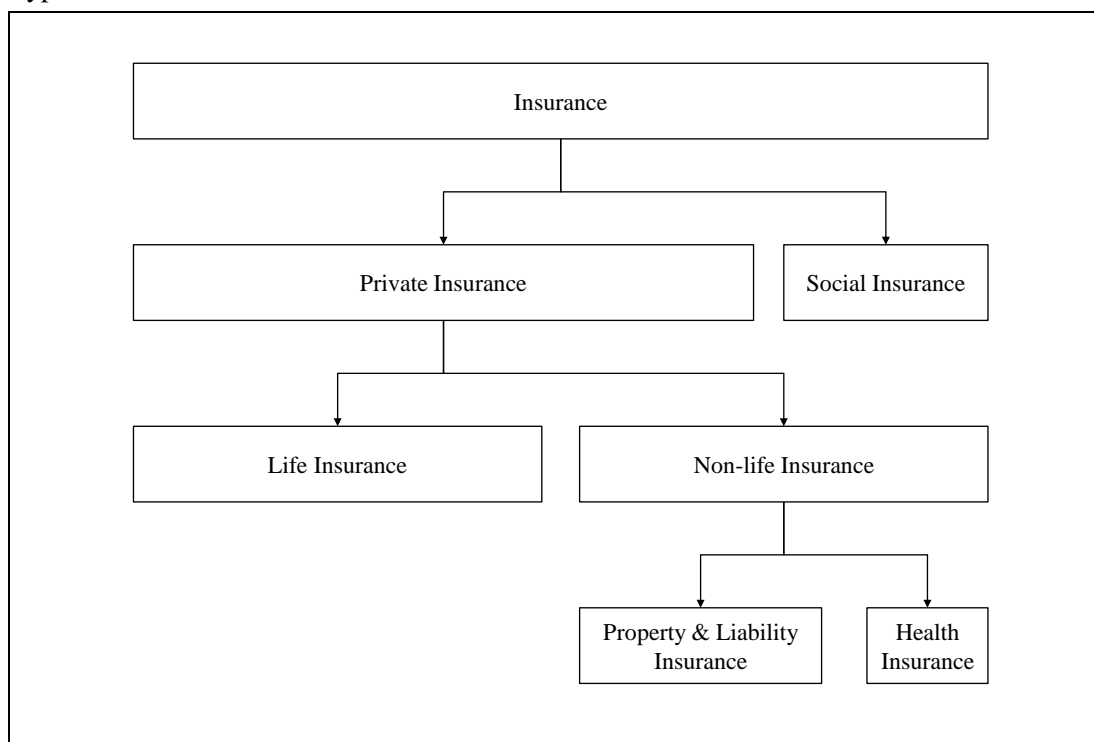 Insurance
Private Insurance
Social Insurance
Life Insurance
Non-life Insurance
Property & Liability
Insurance
Health
Insurance